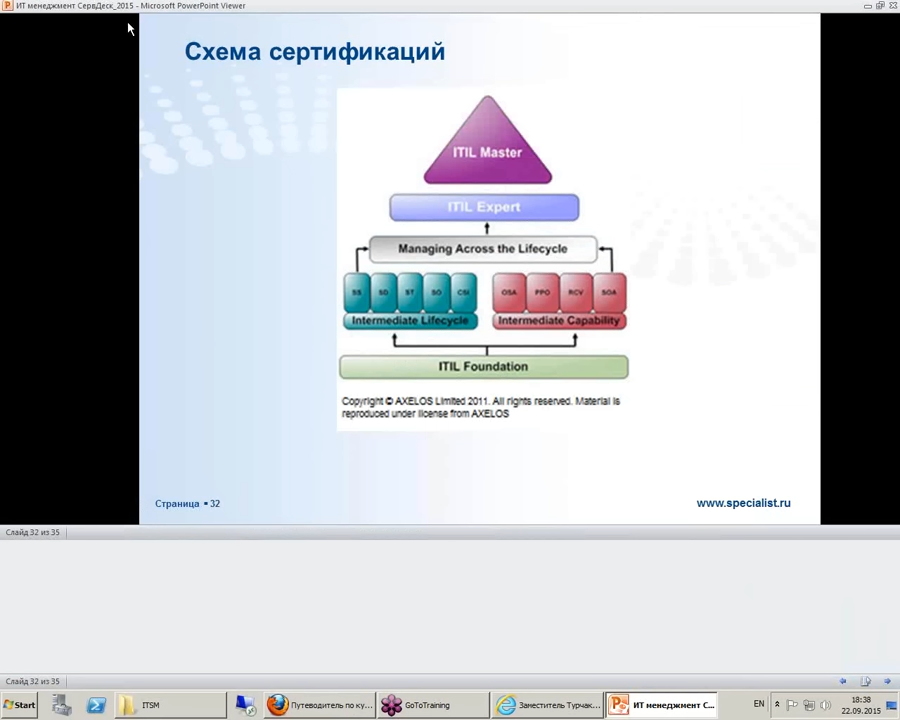 ИТ менеджмент СервДеск_2015 - Microsoft PowerPoint Viewer
Схема сертификаций
ITIL Master
ITIL Expert
Managing Across the Lifecycle
SS SD ST SO CSI
OSA PPO RCV SOA
Intermediate Lifecycle
Intermediate Capability
ITIL Foundation
Copyright © AXELOS Limited 2011. All rights reserved. Material is
reproduced under license from AXELOS
Страница ▪ 32
www.specialist.ru
Слайд 32 из 35
Слайд 32 из 35
Start
ITSM
Путеводитель по ку...
GoToTraining
Заместитель Турчак...
ИТ менеджмент С...
EN
18:38
22.09.2015